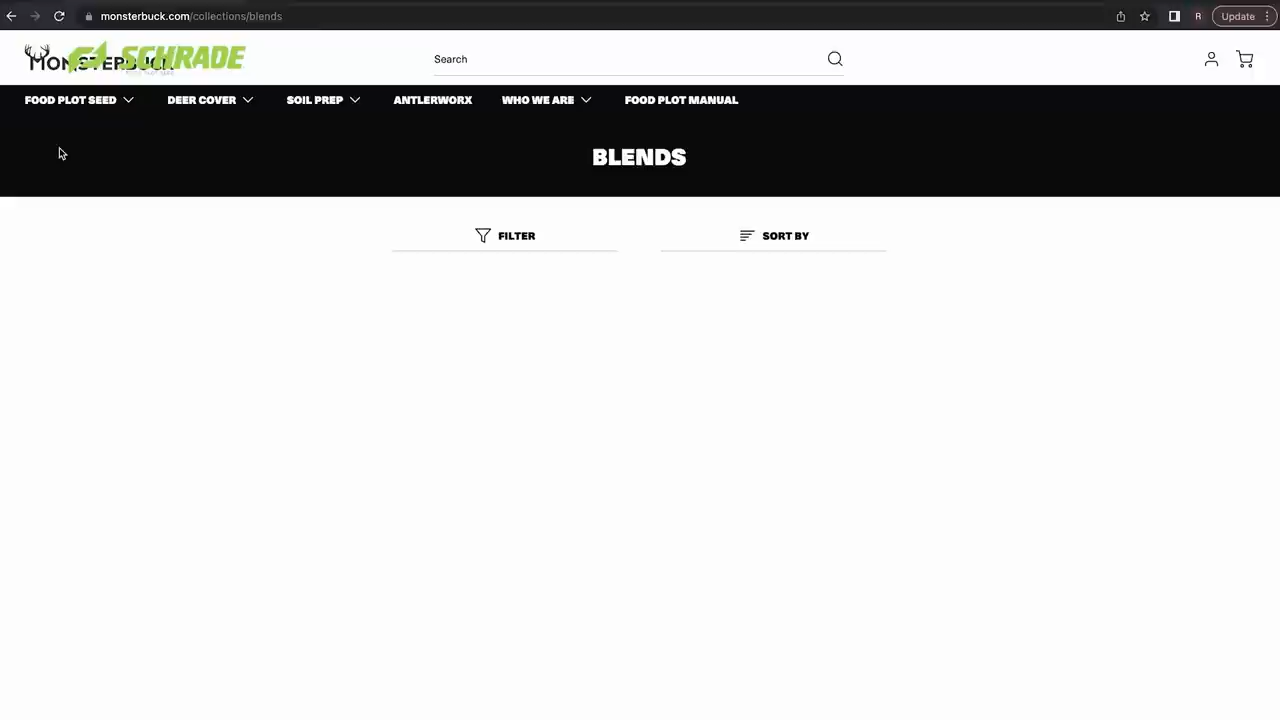 monsterbuck.com/collections/blends
R
Update
MONSTERBUCK
SCHRADE
Search
FOOD PLOT SEED
DEER COVER
SOIL PREP
ANTLERWORX
WHO WE ARE
FOOD PLOT MANUAL
BLENDS
FILTER
SORT BY